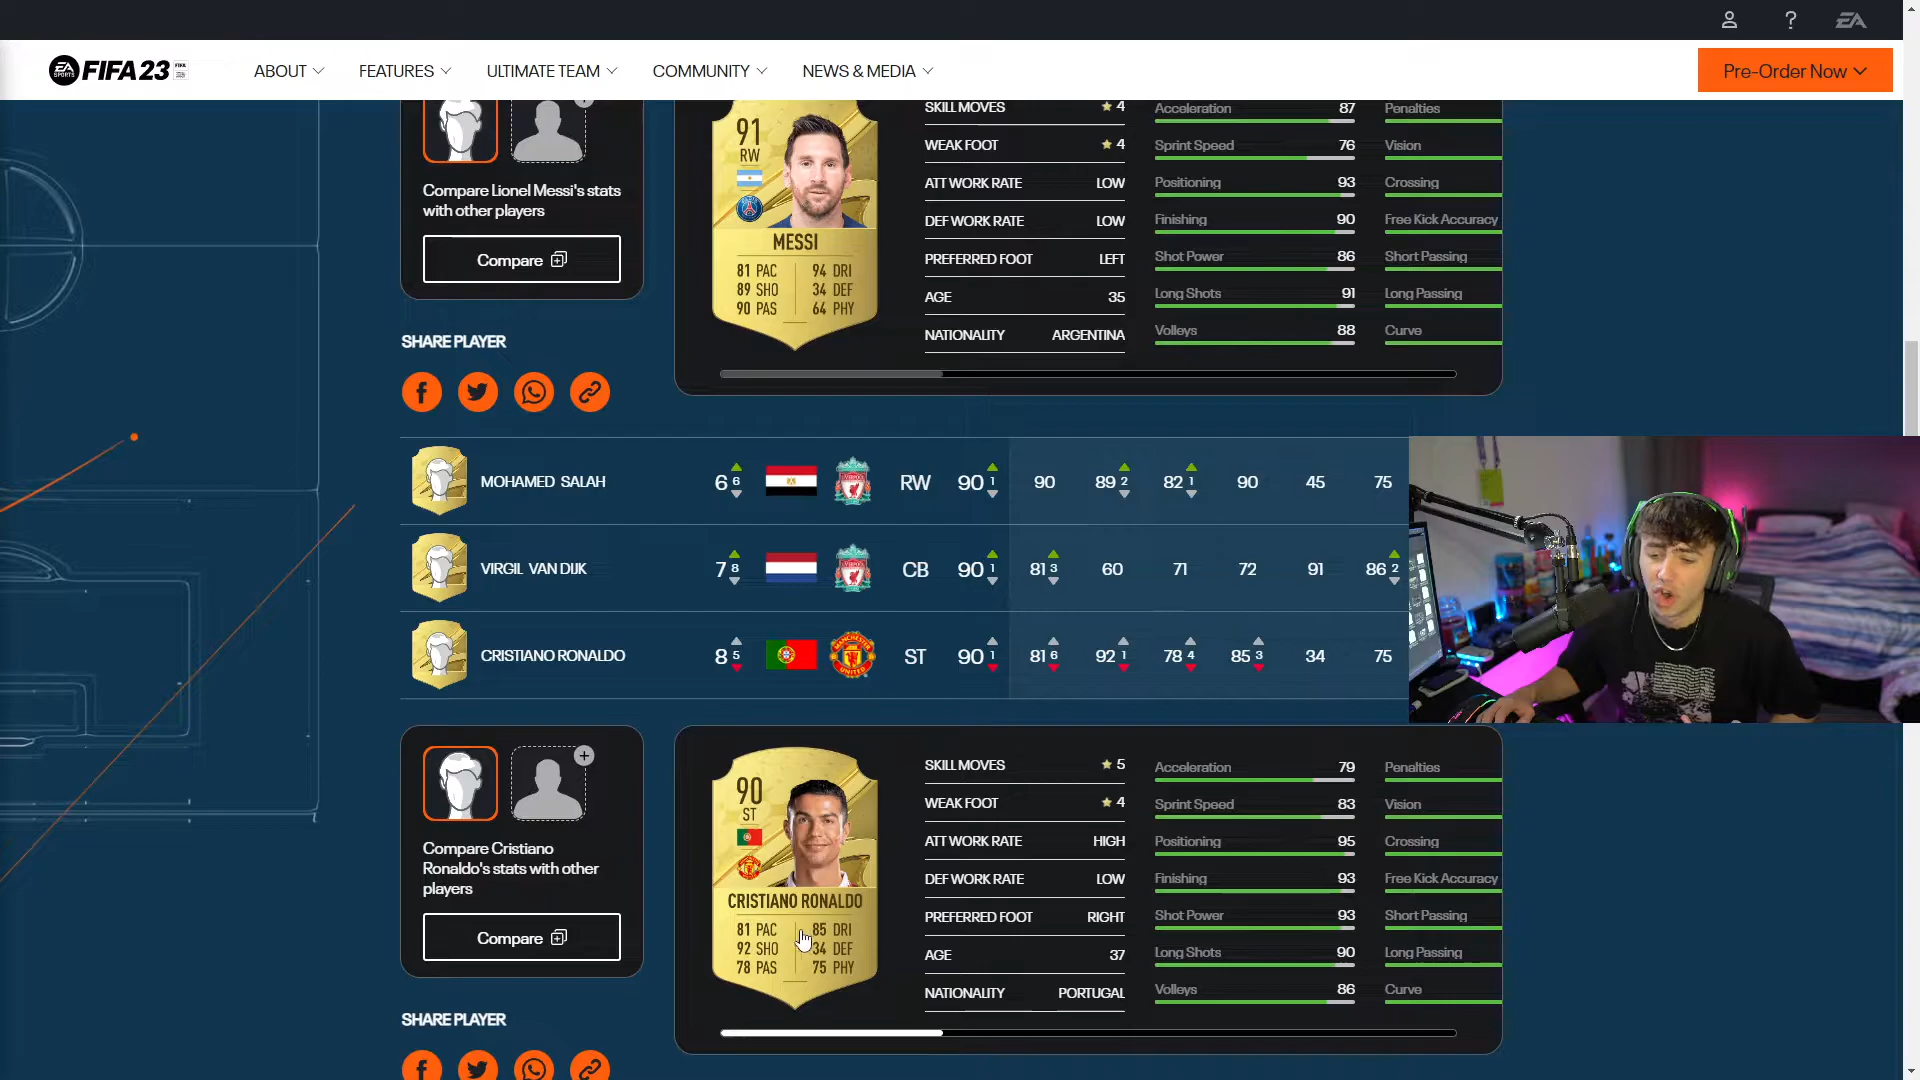 EA SPORTS FIFA 23
ABOUT
FEATURES
ULTIMATE TEAM
COMMUNITY
NEWS & MEDIA
?
EA
Pre-Order Now
Compare Lionel Messi's stats
with other players
Compare
SHARE PLAYER
91
RW
MESSI
81 PAC 94 DRI
89 SHO 34 DEF
90 PAS 64 PHY
SKILL MOVES 4
WEAK FOOT 4
ATT WORK RATE LOW
DEF WORK RATE LOW
PREFERRED FOOT LEFT
AGE 35
NATIONALITY ARGENTINA
Acceleration 87
Sprint Speed 76
Positioning 93
Finishing 90
Shot Power 86
Long Shots 91
Volleys 88
Penalties
Vision
Crossing
Free Kick Accuracy
Short Passing
Long Passing
Curve
MOHAMED SALAH 6 6 RW 90 1 90 89 2 82 1 90 45 75
VIRGIL VAN DIJK 7 8 CB 90 1 81 3 60 71 72 91 86 2
CRISTIANO RONALDO 8 5 ST 90 1 81 6 92 1 78 4 85 3 34 75
Compare Cristiano
Ronaldo's stats with other
players
Compare
SHARE PLAYER
90
ST
CRISTIANO RONALDO
81 PAC 85 DRI
92 SHO 34 DEF
78 PAS 75 PHY
SKILL MOVES 5
WEAK FOOT 4
ATT WORK RATE HIGH
DEF WORK RATE LOW
PREFERRED FOOT RIGHT
AGE 37
NATIONALITY PORTUGAL
Acceleration 79
Sprint Speed 83
Positioning 95
Finishing 93
Shot Power 93
Long Shots 90
Volleys 86
Penalties
Vision
Crossing
Free Kick Accuracy
Short Passing
Long Passing
Curve